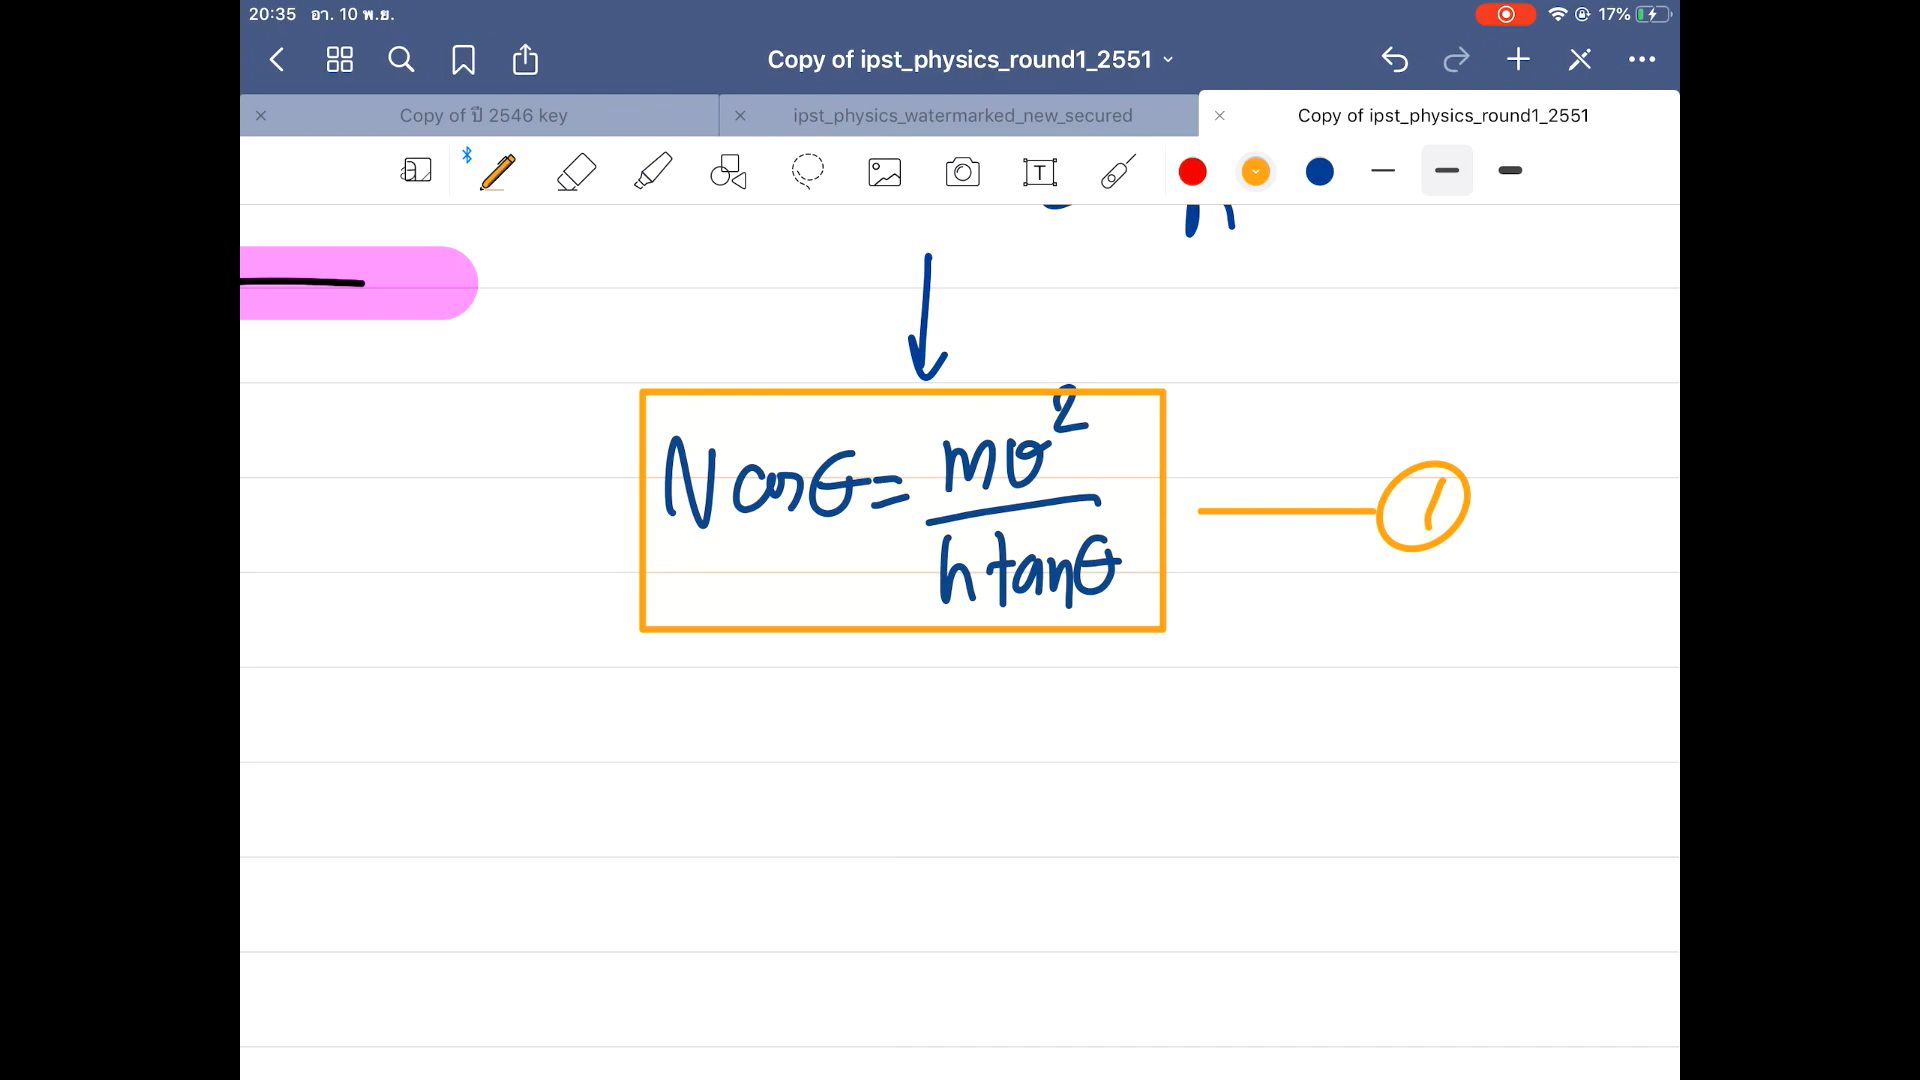 20:35 อา. 10 พ.ย. 17%
Copy of ipst_physics_round1_2551
Copy of ปี 2546 key ipst_physics_watermarked_new_secured Copy of ipst_physics_round1_2551
N cosθ = mv²/(h tanθ) ①